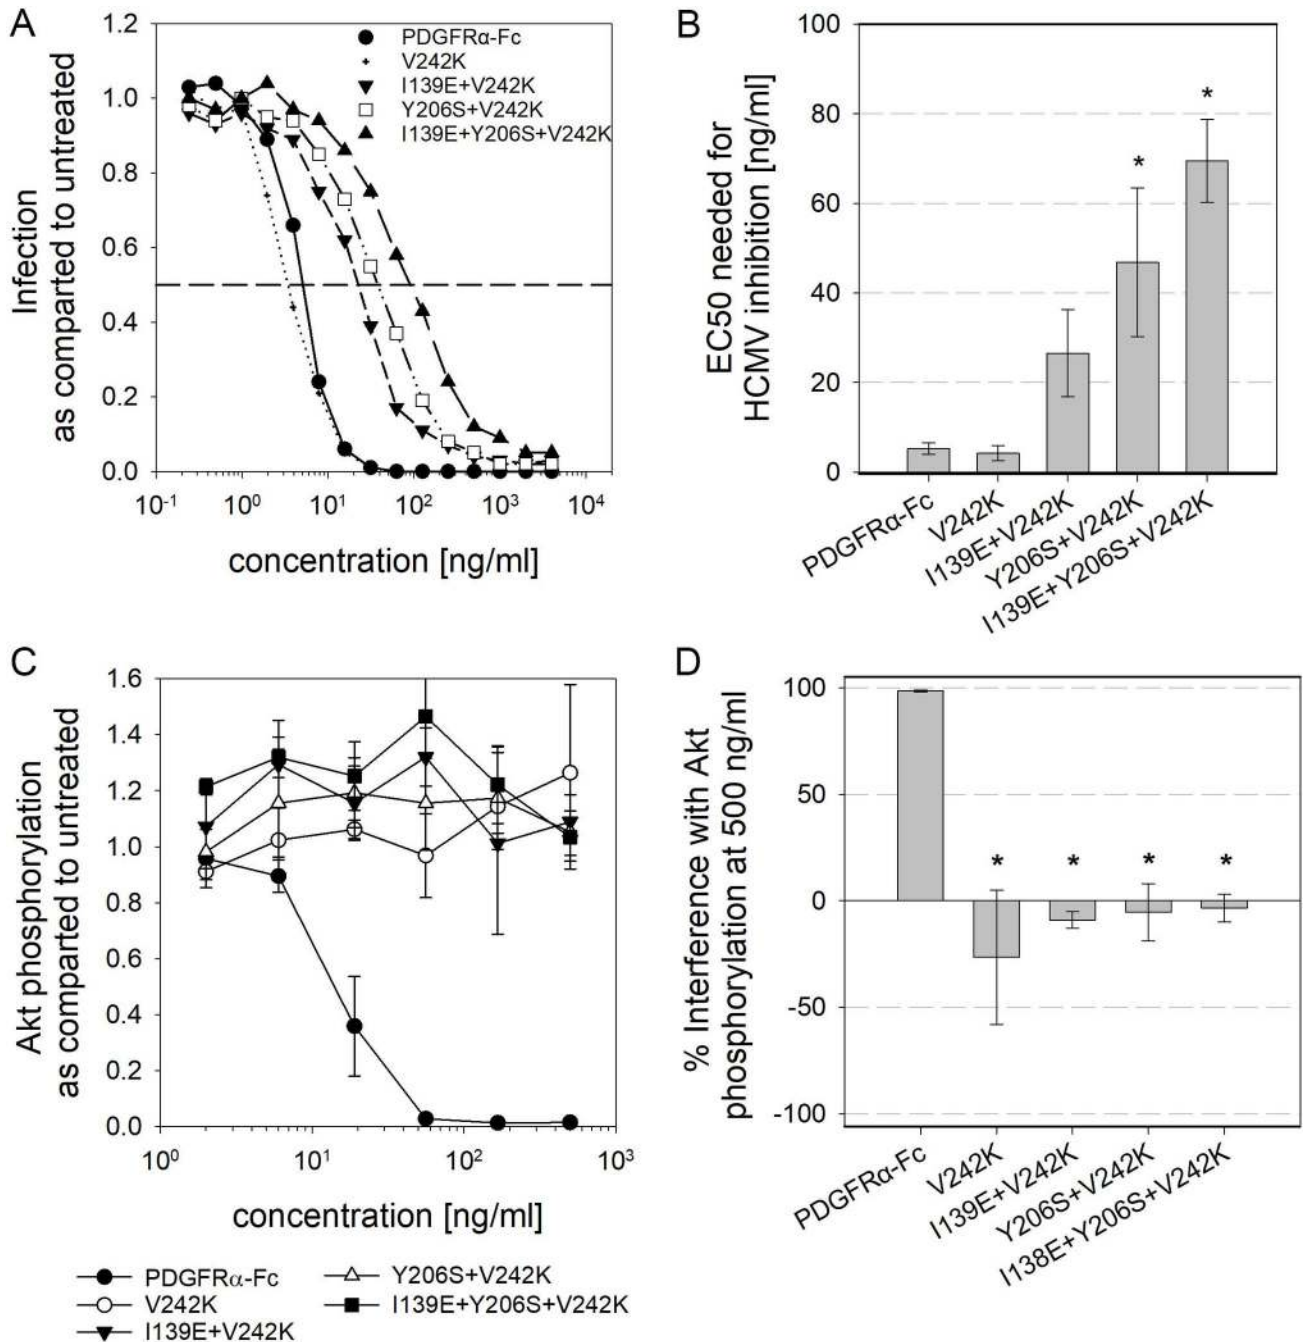 A
Infection
as comparted to untreated
1.2
1.0
0.8
0.6
0.4
0.2
0.0
10-1
100
101
102
103
104
concentration [ng/ml]
PDGFRα-Fc
V242K
I139E+V242K
Y206S+V242K
I139E+Y206S+V242K
B
EC50 needed for
HCMV inhibition [ng/ml]
100
80
60
40
20
0
*
*
PDGFRα-Fc
V242K
I139E+V242K
Y206S+V242K
I139E+Y206S+V242K
C
Akt phosphorylation
as comparted to untreated
1.6
1.4
1.2
1.0
0.8
0.6
0.4
0.2
0.0
100
101
102
103
concentration [ng/ml]
PDGFRα-Fc
V242K
I139E+V242K
Y206S+V242K
I139E+Y206S+V242K
D
% Interference with Akt
phosphorylation at 500 ng/ml
100
50
0
-50
-100
* * * *
PDGFRα-Fc
V242K
I139E+V242K
Y206S+V242K
I138E+Y206S+V242K